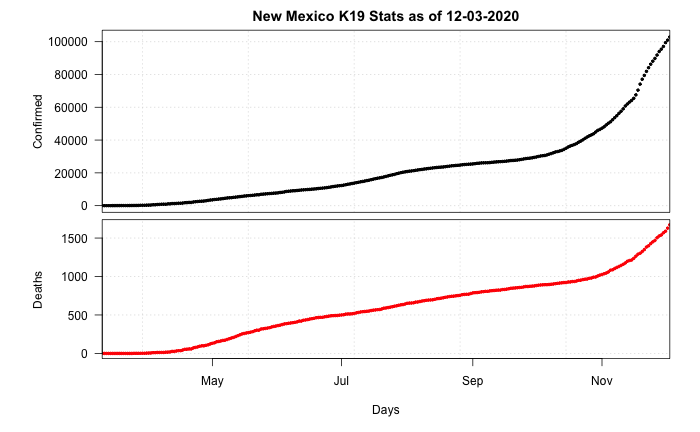 New Mexico K19 Stats as of 12-03-2020
100000
80000
60000
40000
20000
0
Confirmed
1500
1000
500
0
Deaths
May Jul Sep Nov
Days